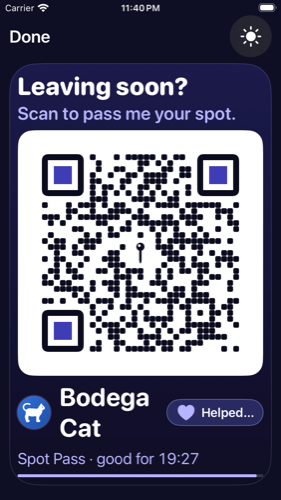 Carrier
11:40 PM
Done
Leaving soon?
Scan to pass me your spot.
Bodega
Cat
Helped...
Spot Pass · good for 19:27